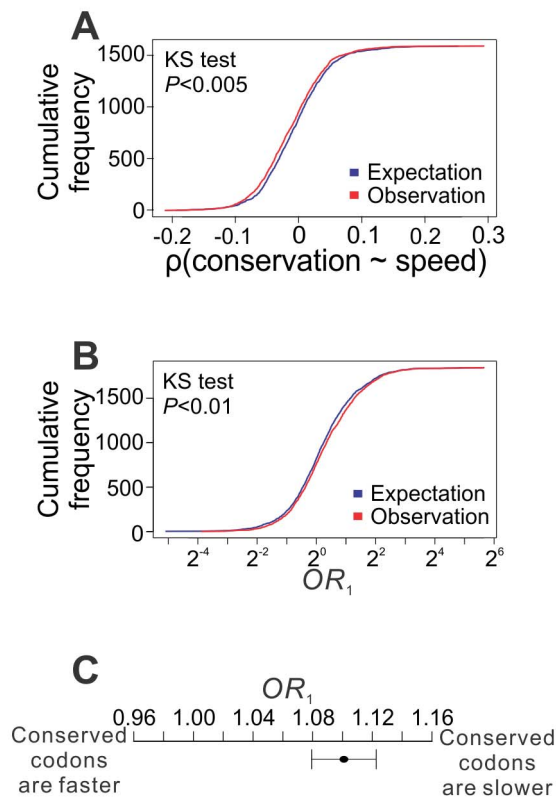 A
KS test
P<0.005
Cumulative
frequency
1500
1000
500
0
Expectation
Observation
-0.2 -0.1 0 0.1 0.2 0.3
ρ(conservation ~ speed)
B
KS test
P<0.01
Cumulative
frequency
1500
1000
500
0
Expectation
Observation
2⁻⁴ 2⁻² 2⁰ 2² 2⁴ 2⁶
OR₁
C
OR₁
0.96 1.00 1.04 1.08 1.12 1.16
Conserved
codons
are faster
Conserved
codons
are slower